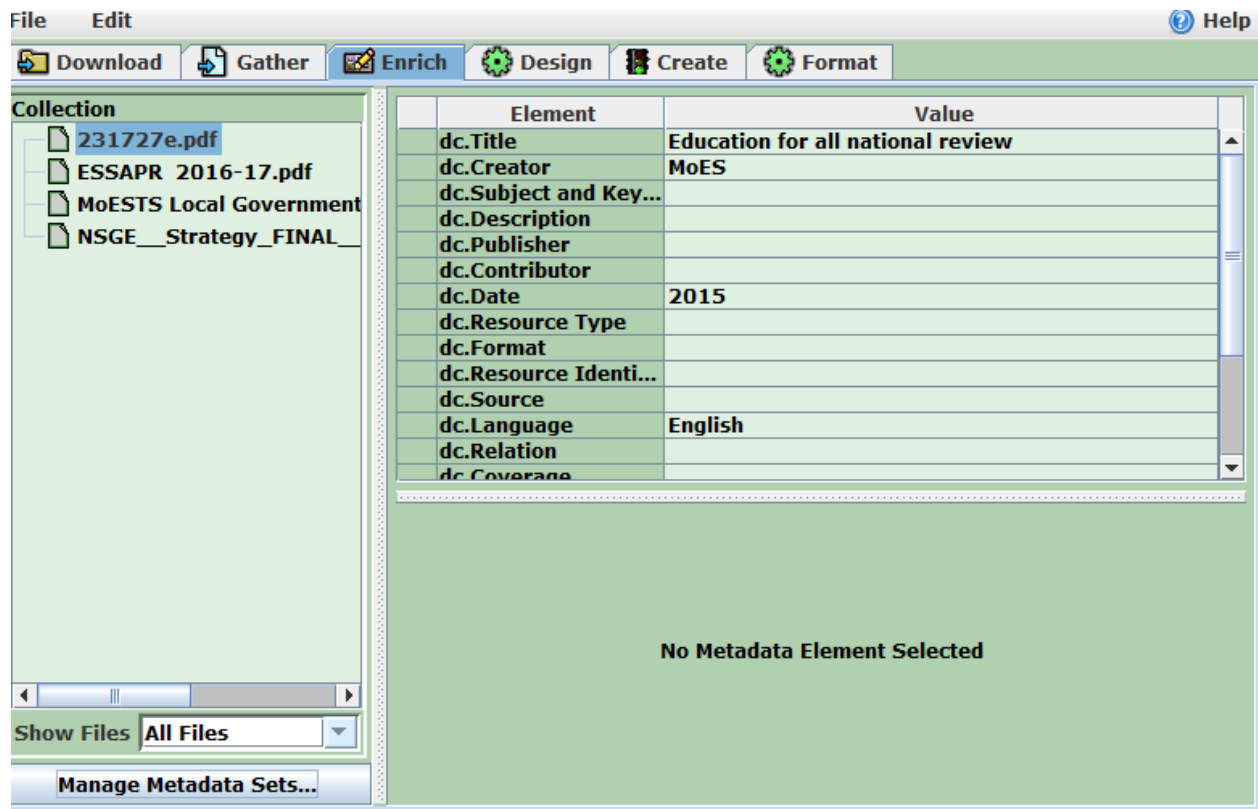 File Edit Help
Download Gather Enrich Design Create Format
Collection
231727e.pdf
ESSAPR 2016-17.pdf
MoESTS Local Government
NSGE__Strategy_FINAL__
Show Files All Files
Manage Metadata Sets...
Element Value
dc.Title Education for all national review
dc.Creator MoES
dc.Subject and Key...
dc.Description
dc.Publisher
dc.Contributor
dc.Date 2015
dc.Resource Type
dc.Format
dc.Resource Identi...
dc.Source
dc.Language English
dc.Relation
dc.Coverage
No Metadata Element Selected